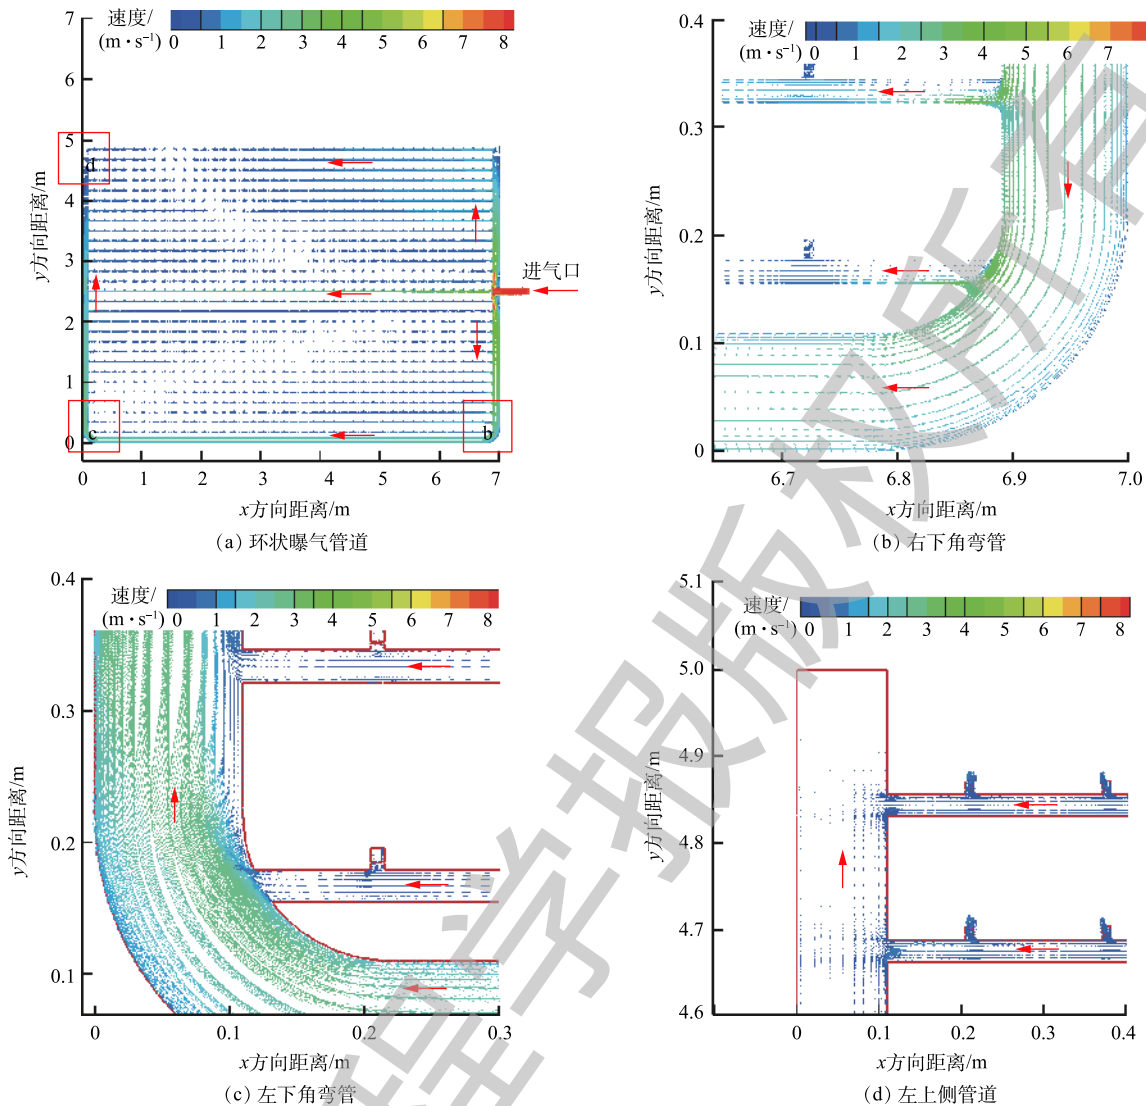 速度/
(m·s⁻¹)
0 1 2 3 4 5 6 7 8
7
6
5
4
3
2
1
0
y方向距离/m
d
c
b
进气口
0 1 2 3 4 5 6 7
x方向距离/m
(a) 环状曝气管道
速度/
(m·s⁻¹)
0 1 2 3 4 5 6 7
0.4
0.3
0.2
0.1
0
y方向距离/m
6.7 6.8 6.9 7.0
x方向距离/m
(b) 右下角弯管
速度/
(m·s⁻¹)
0 1 2 3 4 5 6 7 8
0.4
0.3
0.2
0.1
y方向距离/m
0 0.1 0.2 0.3
x方向距离/m
(c) 左下角弯管
速度/
(m·s⁻¹)
0 1 2 3 4 5 6 7 8
5.1
5.0
4.9
4.8
4.7
4.6
y方向距离/m
0 0.1 0.2 0.3 0.4
x方向距离/m
(d) 左上侧管道
程学报版权所有